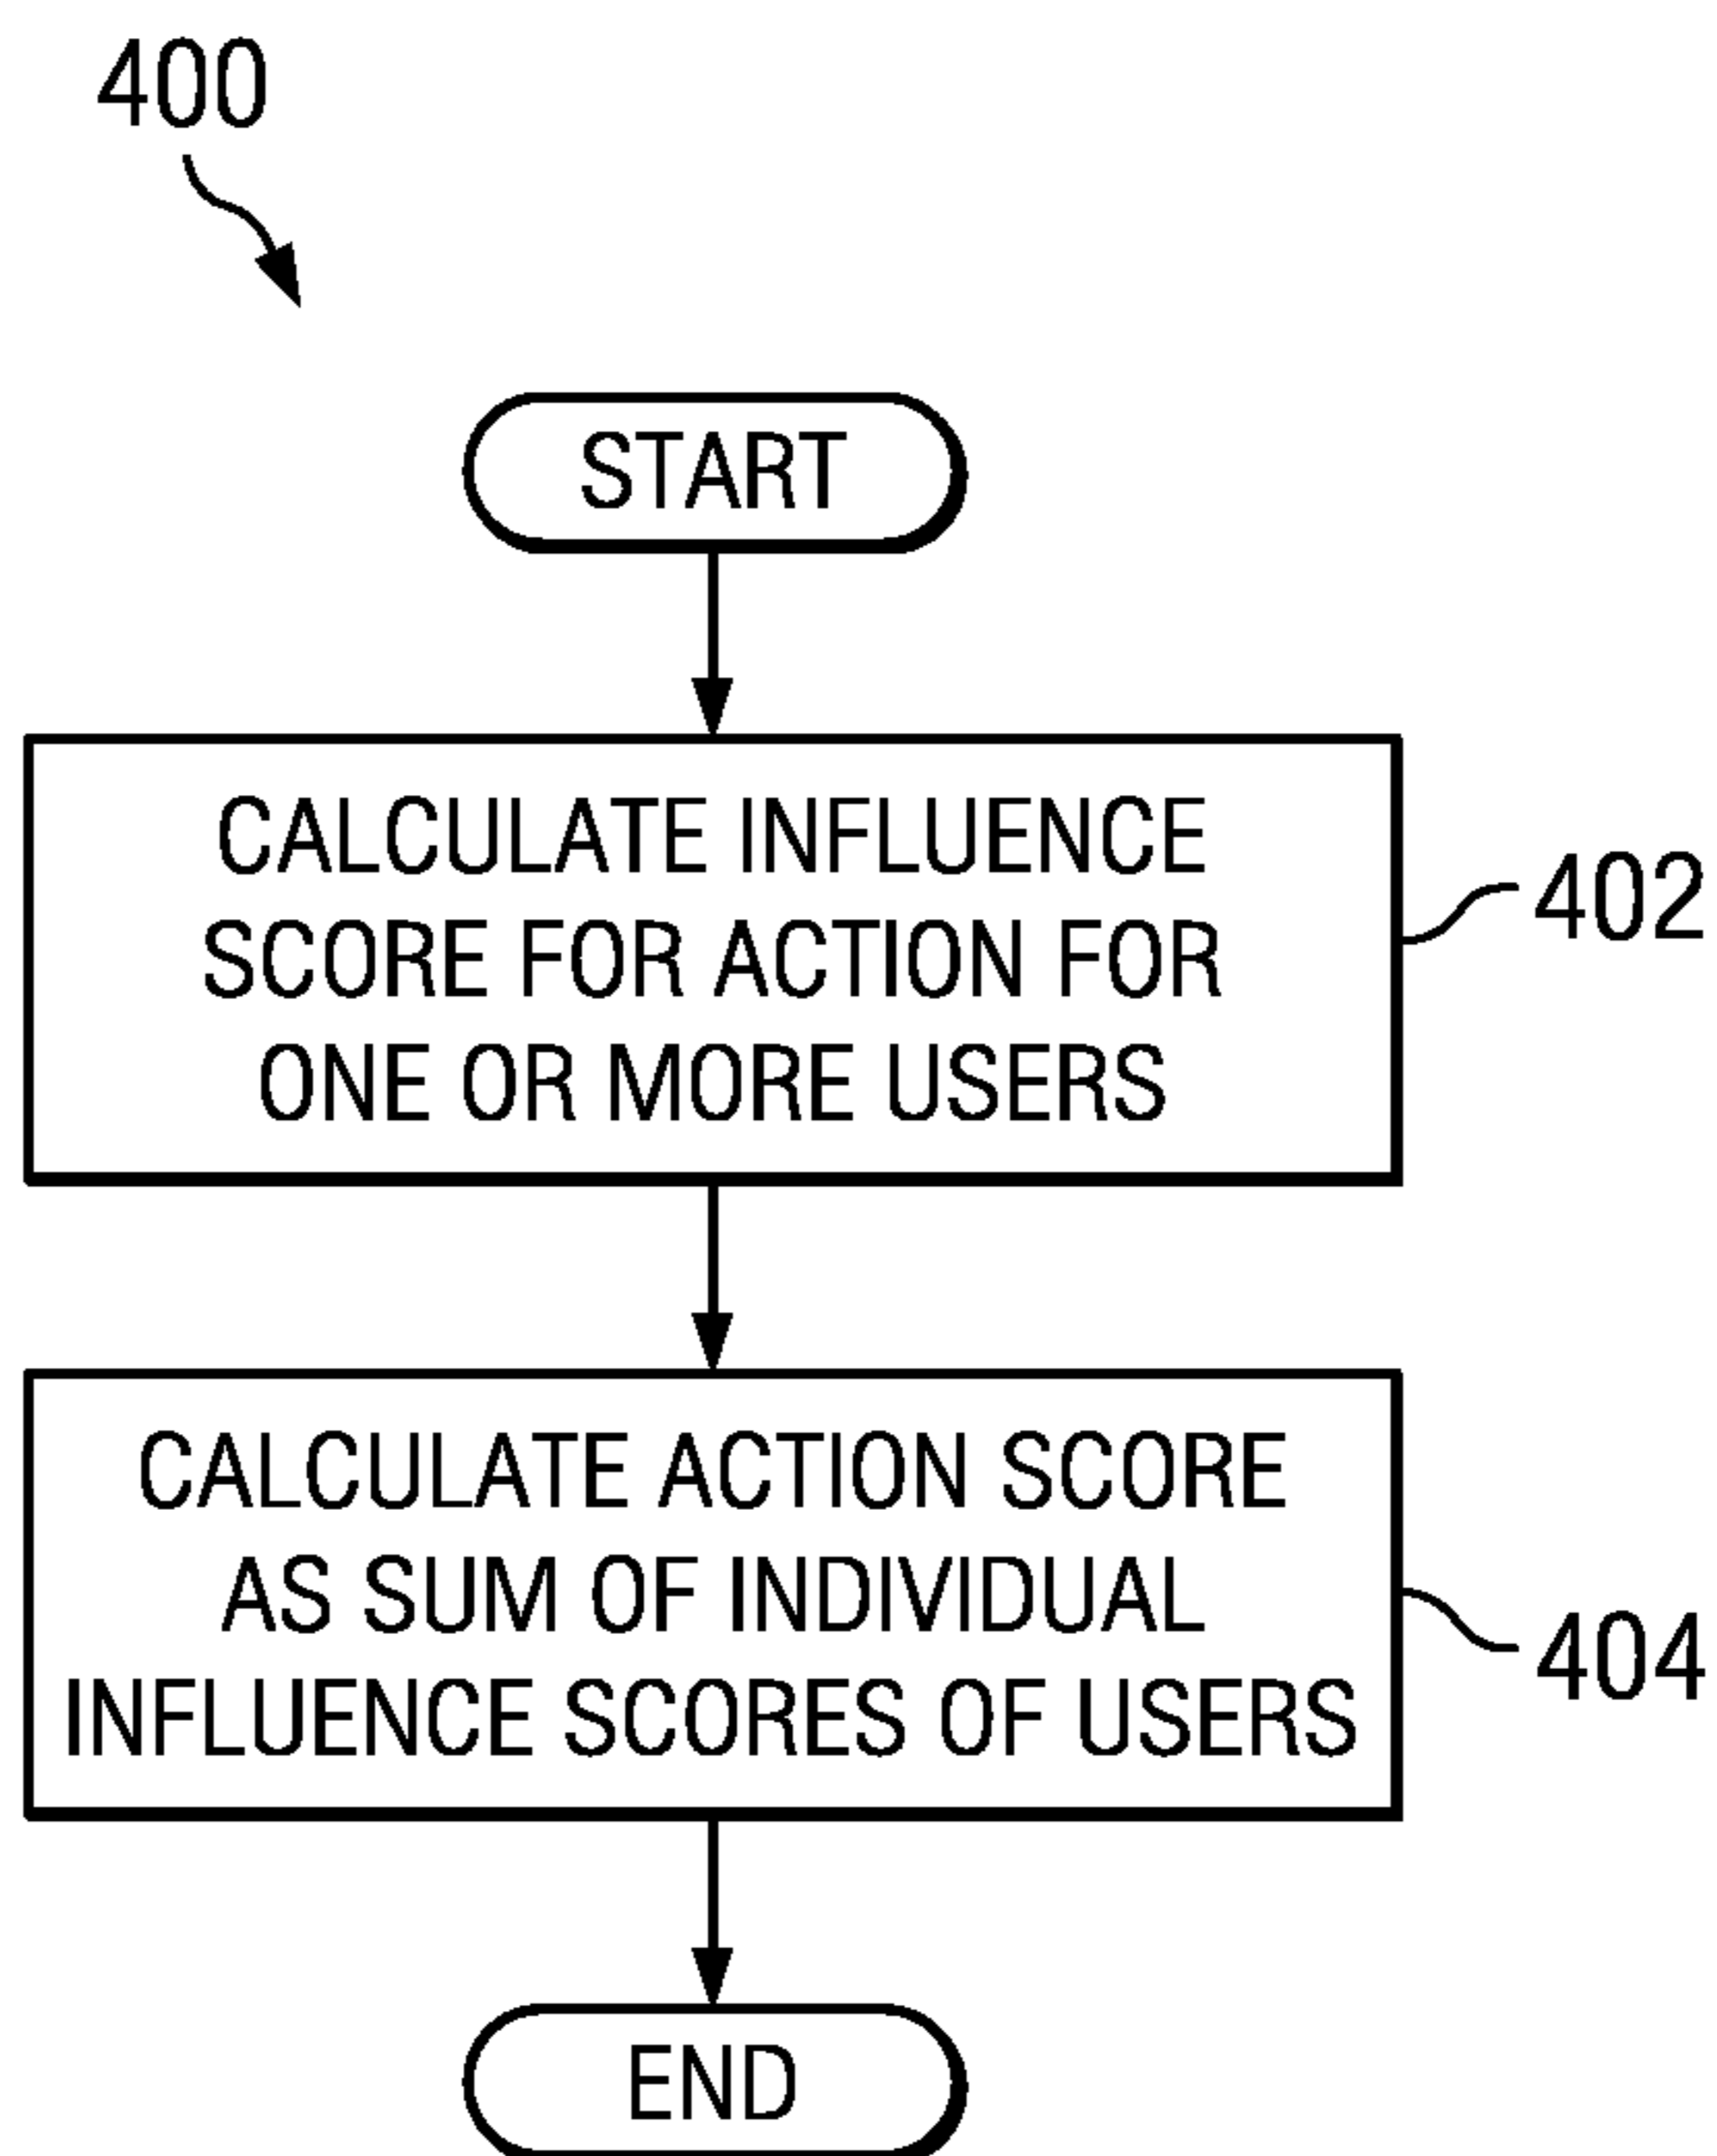 400
START
CALCULATE INFLUENCE
SCORE FOR ACTION FOR
ONE OR MORE USERS
402
CALCULATE ACTION SCORE
AS SUM OF INDIVIDUAL
INFLUENCE SCORES OF USERS
404
END